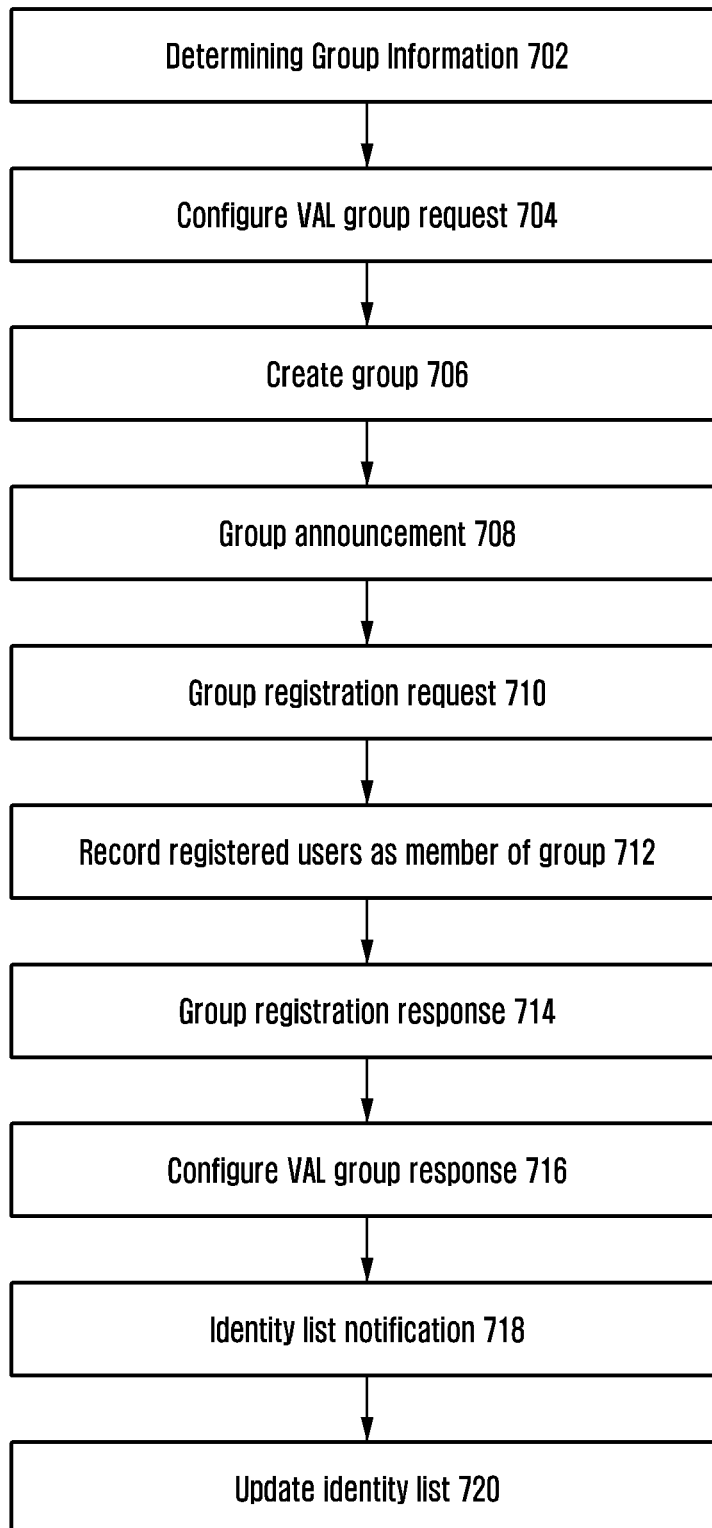 Determining Group Information 702
Configure VAL group request 704
Create group 706
Group announcement 708
Group registration request 710
Record registered users as member of group 712
Group registration response 714
Configure VAL group response 716
Identity list notification 718
Update identity list 720